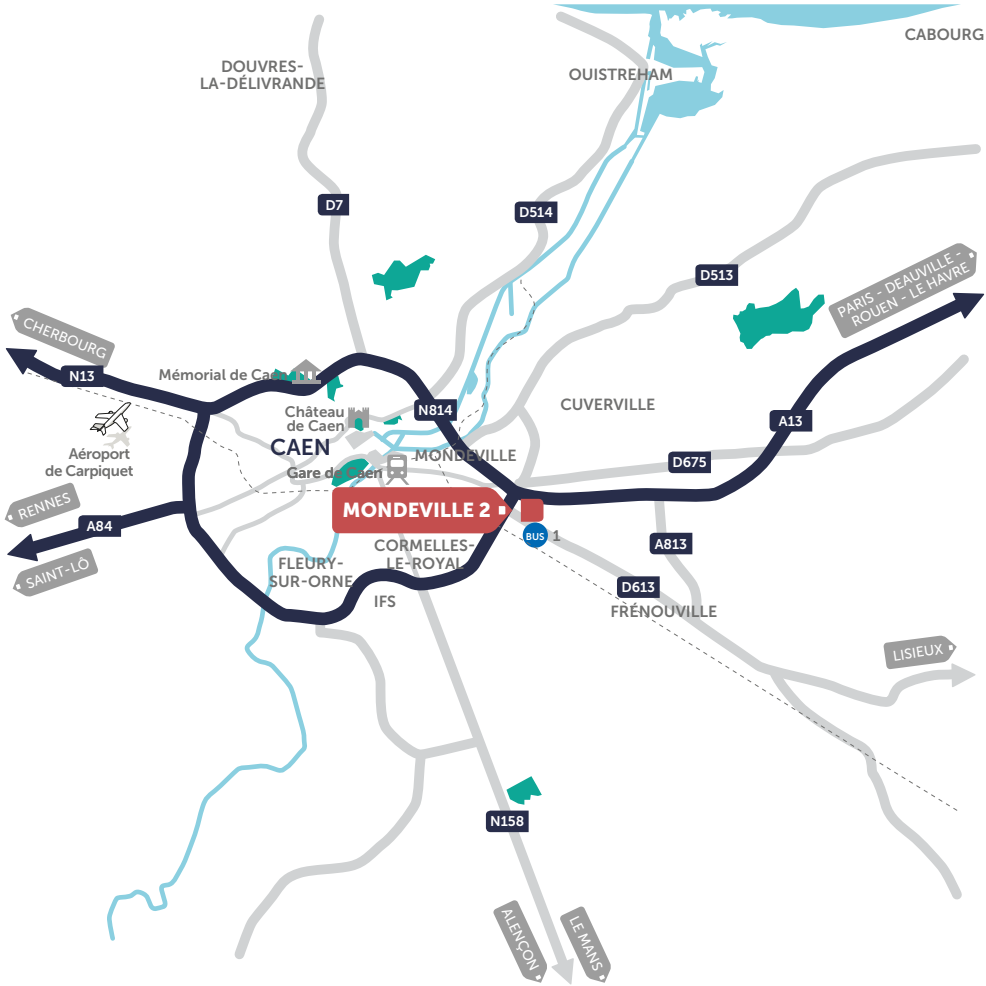 CABOURG
DOUVRES-
LA-DÉLIVRANDE
OUISTREHAM
D7
D514
D513
PARIS - DEAUVILLE -
ROUEN - LE HAVRE
CHERBOURG
N13
Mémorial de Caen
Château
de Caen
N814
CUVERVILLE
A13
CAEN
MONDEVILLE
Aéroport
de Carpiquet
Gare de Caen
D675
RENNES
A84
SAINT-LÔ
MONDEVILLE 2
BUS 1
CORMELLES-
LE-ROYAL
A813
FLEURY-
SUR-ORNE
IFS
D613
FRÉNOUVILLE
LISIEUX
N158
ALENÇON
LE MANS